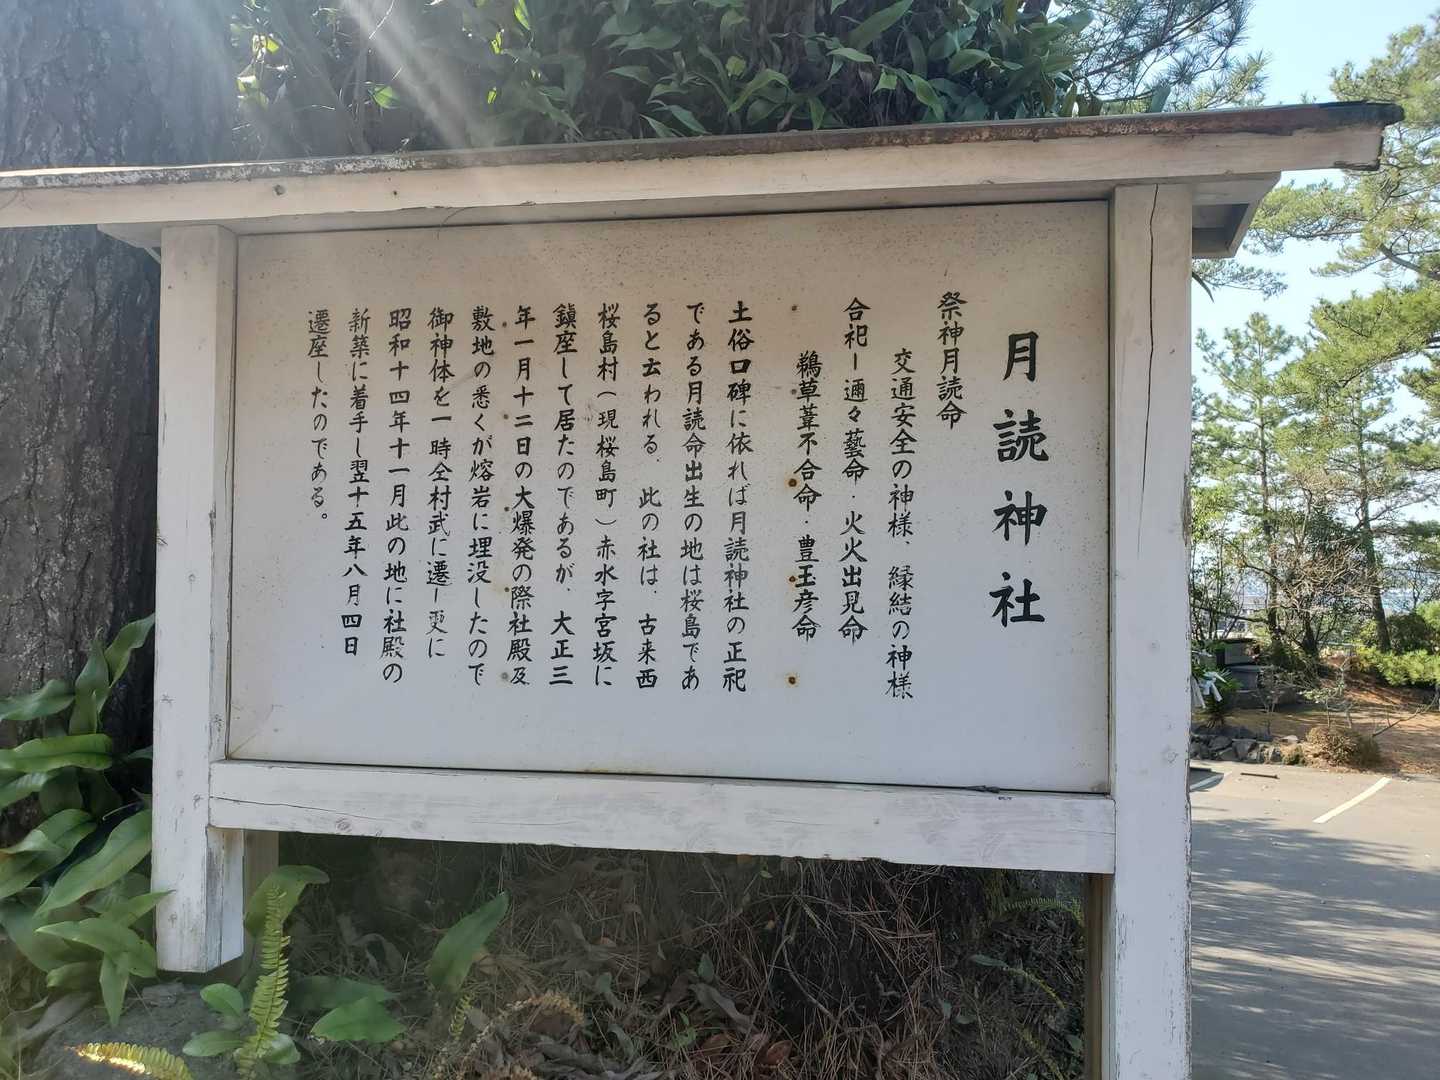 月読神社
祭神月読命
交通安全の神様、縁結の神様
合祀ー邇々藝命・火火出見命
鵜草葺不合命・豊玉彦命
土俗口碑に依れば月読神社の正祀
である月読命出生の地は桜島であ
ると云われる．此の社は、古来西
桜島村(現桜島町)赤水字宮坂に
鎮座して居たのであるが、大正三
年一月十二日の大爆発の際社殿及
敷地の悉くが熔岩に埋没したので
御神体を一時仝村武に遷し更に
昭和十四年十一月此の地に社殿の
新築に着手し翌十五年八月四日
遷座したのである。